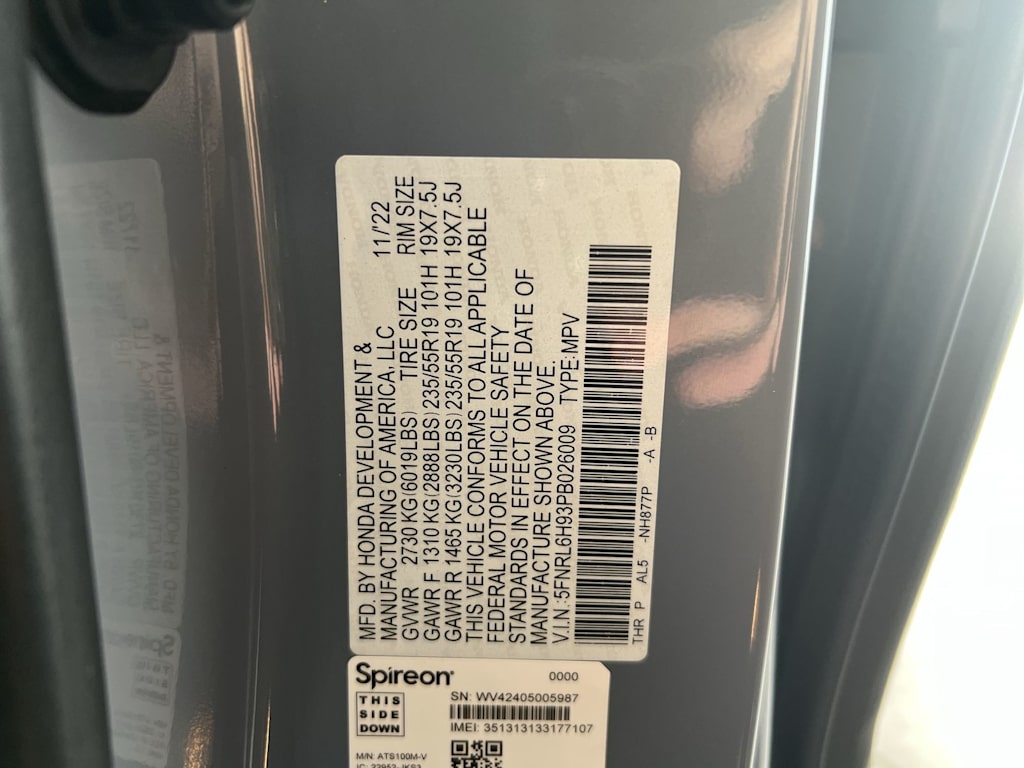 MFD. BY HONDA DEVELOPMENT &
MANUFACTURING OF AMERICA, LLC 11/'22
GVWR 2730 KG(6019LBS) TIRE SIZE RIM SIZE
GAWR F 1310 KG(2888LBS) 235/55R19 101H 19X7.5J
GAWR R 1465 KG(3230LBS) 235/55R19 101H 19X7.5J
THIS VEHICLE CONFORMS TO ALL APPLICABLE
FEDERAL MOTOR VEHICLE SAFETY
STANDARDS IN EFFECT ON THE DATE OF
MANUFACTURE SHOWN ABOVE.
V.I.N.:5FNRL6H93PB026009 TYPE:MPV
THR P AL5 -NH877P -A -B
Spireon 0000
THIS
SIDE
DOWN
SN: WV42405005987
IMEI: 351313133177107
M/N: ATS100M-V